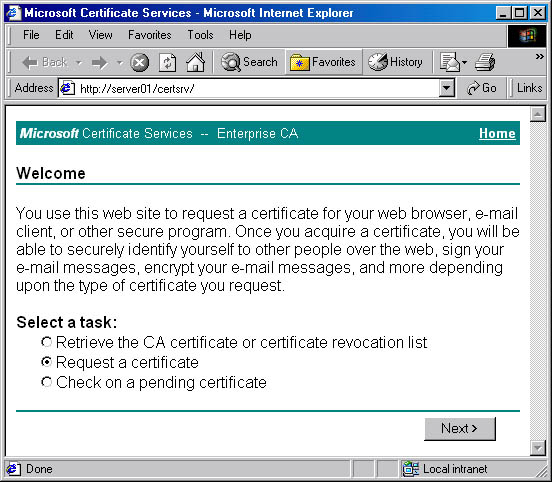 Microsoft Certificate Services - Microsoft Internet Explorer
File Edit View Favorites Tools Help
Back Search Favorites History »
Address http://server01/certsrv/ Go Links
Microsoft Certificate Services -- Enterprise CA Home
Welcome
You use this web site to request a certificate for your web browser, e-mail
client, or other secure program. Once you acquire a certificate, you will be
able to securely identify yourself to other people over the web, sign your
e-mail messages, encrypt your e-mail messages, and more depending
upon the type of certificate you request.
Select a task:
Retrieve the CA certificate or certificate revocation list
Request a certificate
Check on a pending certificate
Next >
Done Local intranet